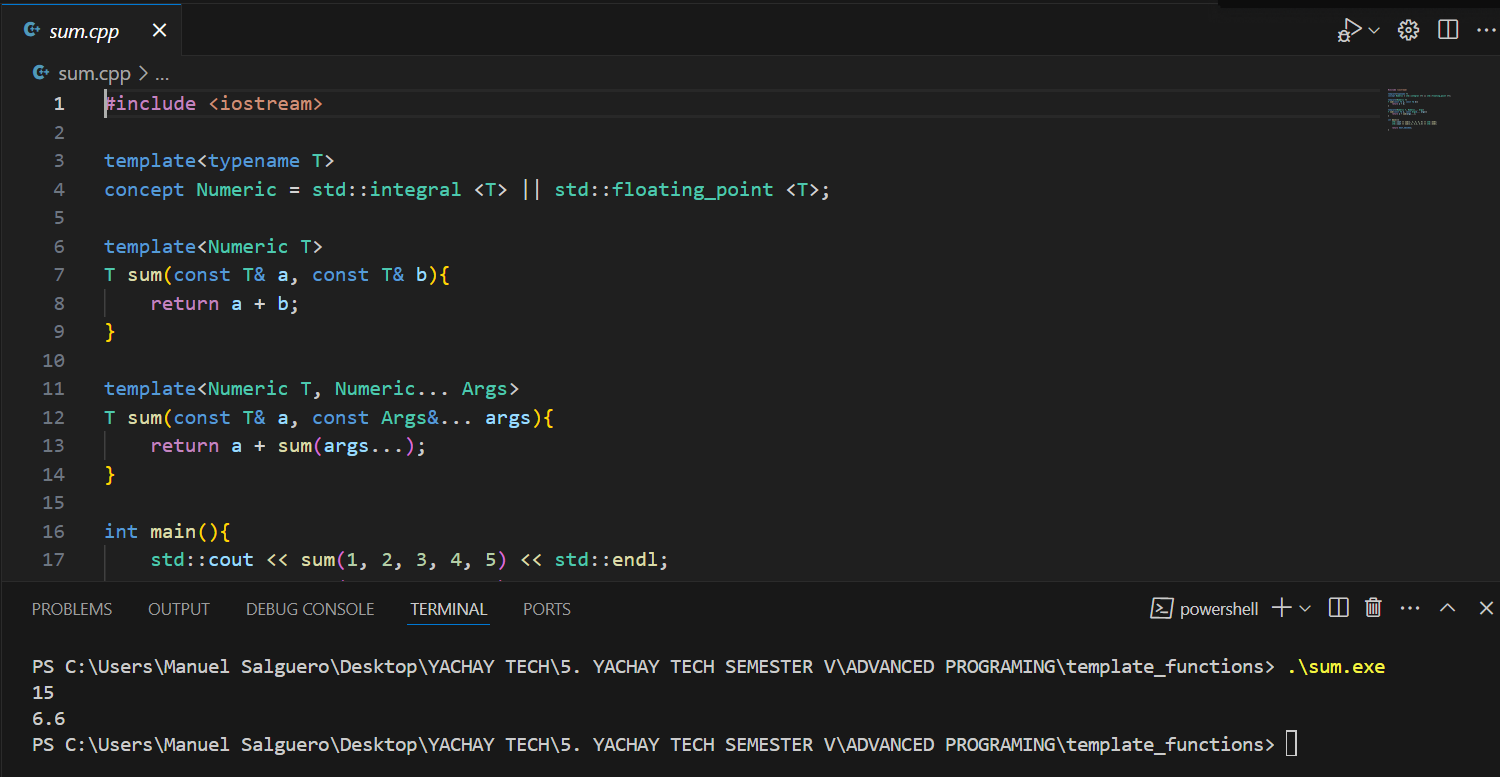 sum.cpp
sum.cpp > ...
1 #include <iostream>
2
3 template<typename T>
4 concept Numeric = std::integral <T> || std::floating_point <T>;
5
6 template<Numeric T>
7 T sum(const T& a, const T& b){
8     return a + b;
9 }
10
11 template<Numeric T, Numeric... Args>
12 T sum(const T& a, const Args&... args){
13     return a + sum(args...);
14 }
15
16 int main(){
17     std::cout << sum(1, 2, 3, 4, 5) << std::endl;
PROBLEMS OUTPUT DEBUG CONSOLE TERMINAL PORTS powershell
PS C:\Users\Manuel Salguero\Desktop\YACHAY TECH\5. YACHAY TECH SEMESTER V\ADVANCED PROGRAMING\template_functions> .\sum.exe
15
6.6
PS C:\Users\Manuel Salguero\Desktop\YACHAY TECH\5. YACHAY TECH SEMESTER V\ADVANCED PROGRAMING\template_functions>